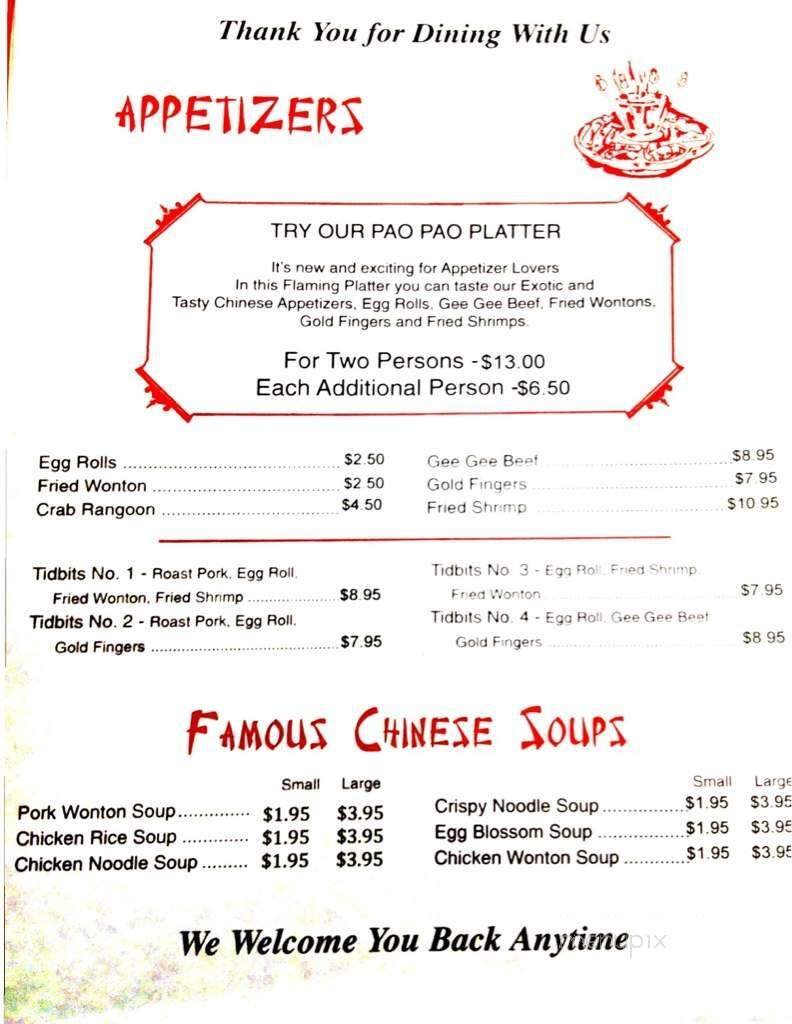 Thank You for Dining With Us
APPETIZERS
TRY OUR PAO PAO PLATTER
It's new and exciting for Appetizer Lovers
In this Flaming Platter you can taste our Exotic and
Tasty Chinese Appetizers, Egg Rolls, Gee Gee Beef, Fried Wontons,
Gold Fingers and Fried Shrimps.
For Two Persons -$13.00
Each Additional Person -$6.50
Egg Rolls ........ $2.50
Fried Wonton ........ $2.50
Crab Rangoon ........ $4.50
Gee Gee Beef ........ $8.95
Gold Fingers ........ $7.95
Fried Shrimp ........ $10.95
Tidbits No. 1 - Roast Pork, Egg Roll,
Fried Wonton, Fried Shrimp ........ $8.95
Tidbits No. 2 - Roast Pork, Egg Roll,
Gold Fingers ........ $7.95
Tidbits No. 3 - Egg Roll, Fried Shrimp,
Fried Wonton ........ $7.95
Tidbits No. 4 - Egg Roll, Gee Gee Beef
Gold Fingers ........ $8.95
FAMOUS CHINESE SOUPS
Small Large
Pork Wonton Soup ........ $1.95 $3.95
Chicken Rice Soup ........ $1.95 $3.95
Chicken Noodle Soup ........ $1.95 $3.95
Small Large
Crispy Noodle Soup ........ $1.95 $3.95
Egg Blossom Soup ........ $1.95 $3.95
Chicken Wonton Soup ........ $1.95 $3.95
We Welcome You Back Anytime